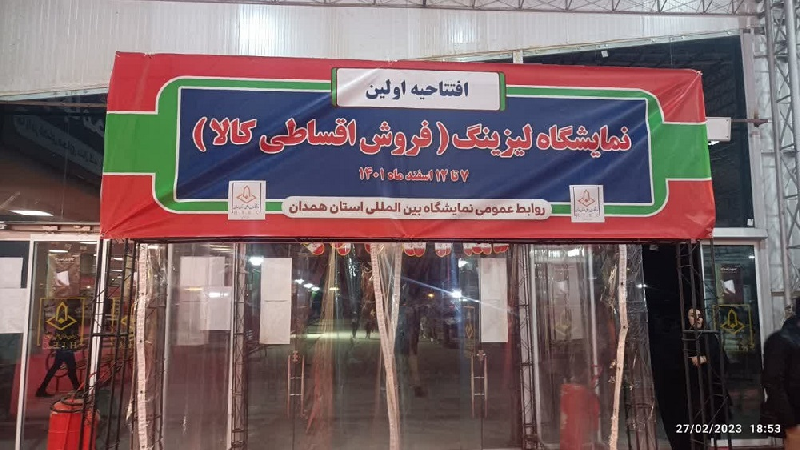 افتتاحیه اولین
نمایشگاه لیزینگ ( فروش اقساطی کالا )
۷ تا ۱۲ اسفند ماه ۱۴۰۱
روابط عمومی نمایشگاه بین المللی استان همدان
27/02/2023 18:53